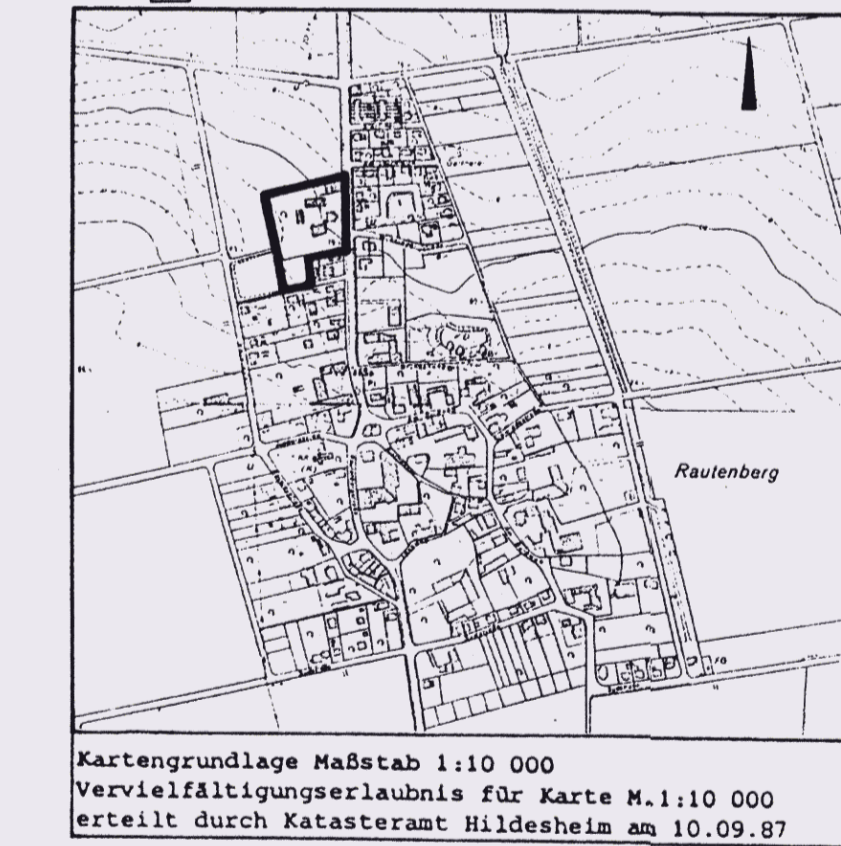 Rautenberg
Kartengrundlage Maßstab 1:10 000
Vervielfältigungserlaubnis für Karte M.1:10 000
erteilt durch Katasteramt Hildesheim am 10.09.87